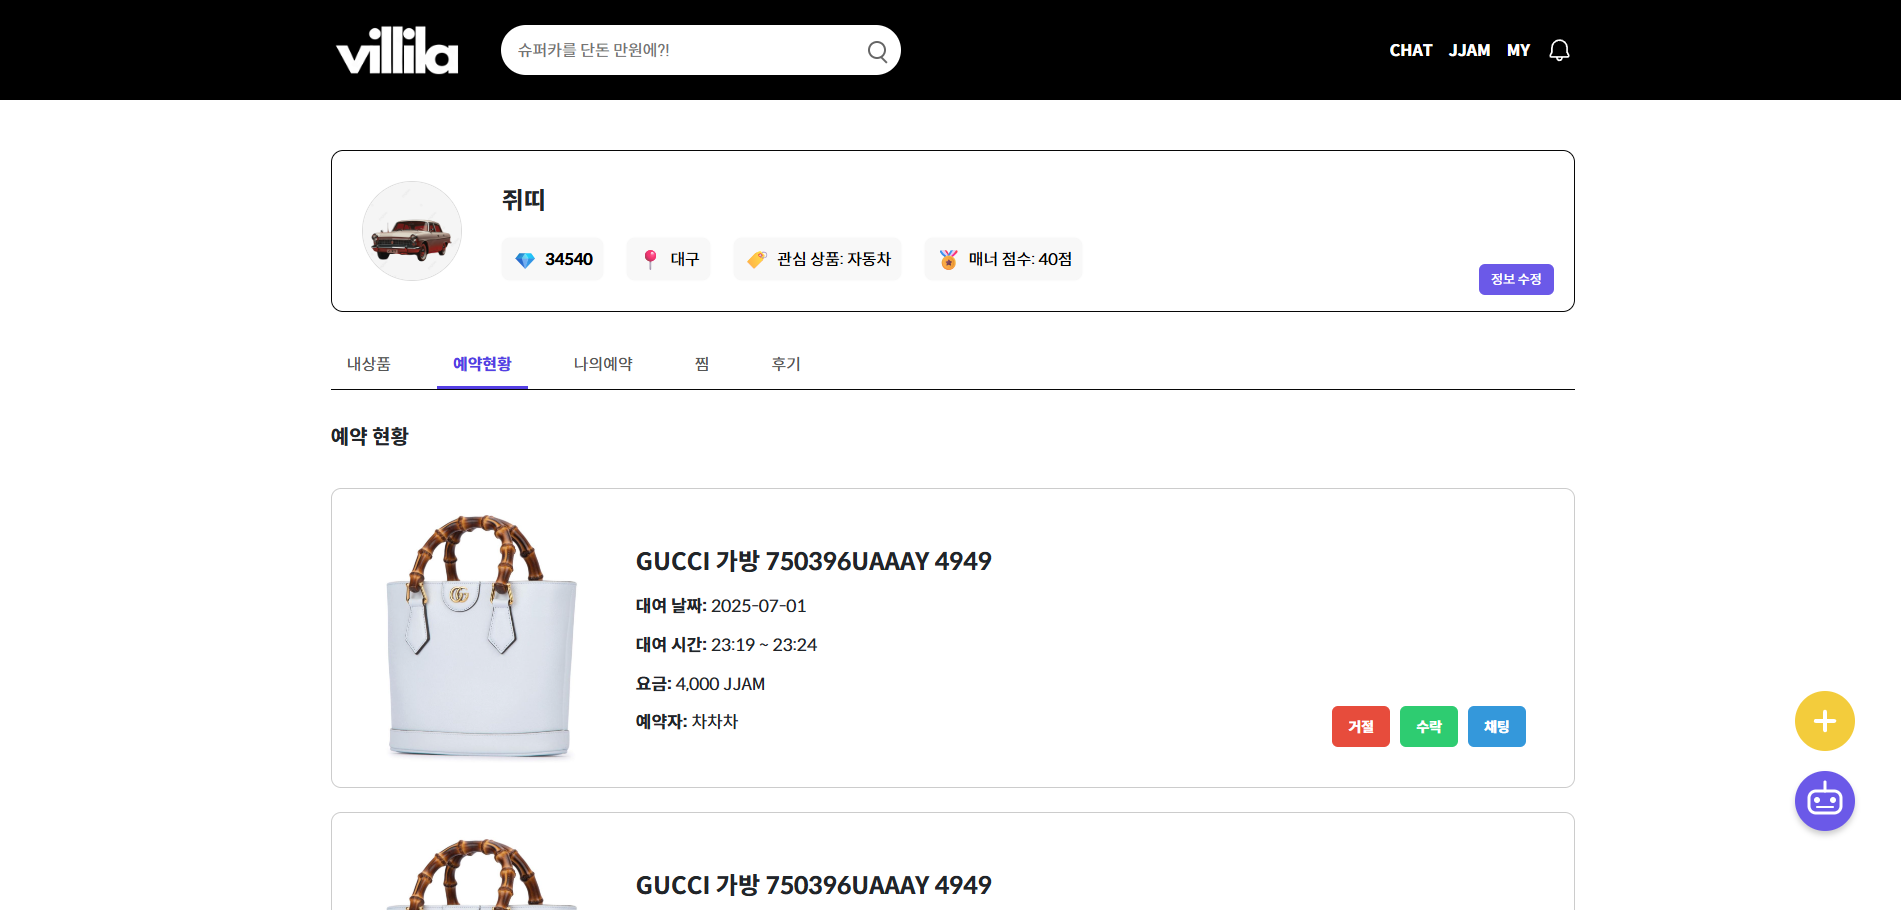 villila
슈퍼카를 단돈 만원에?!
CHAT JJAM MY
쥐띠
34540
대구
관심 상품: 자동차
매너 점수: 40점
정보 수정
내상품 예약현황 나의예약 찜 후기
예약 현황
GUCCI 가방 750396UAAAY 4949
대여 날짜: 2025-07-01
대여 시간: 23:19 ~ 23:24
요금: 4,000 JJAM
예약자: 차차차
거절 수락 채팅
GUCCI 가방 750396UAAAY 4949